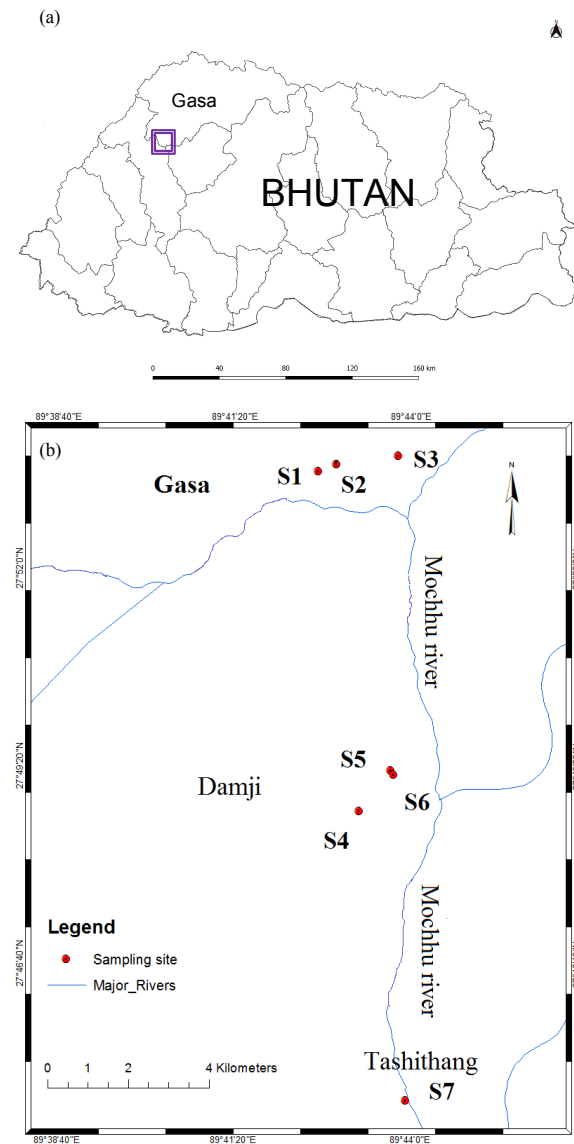 (a)
Gasa
BHUTAN
0 40 80 120 160 km
89°38'40"E 89°41'20"E 89°44'0"E
(b)
N
S1 S2 S3
Gasa
27°52'0"N
Mochhu river
27°49'20"N
S5
Damji
S6
S4
Mochhu river
Legend
Sampling site
27°46'40"N
Major_Rivers
0 1 2 4 Kilometers
Tashithang
S7
89°38'40"E 89°41'20"E 89°44'0"E